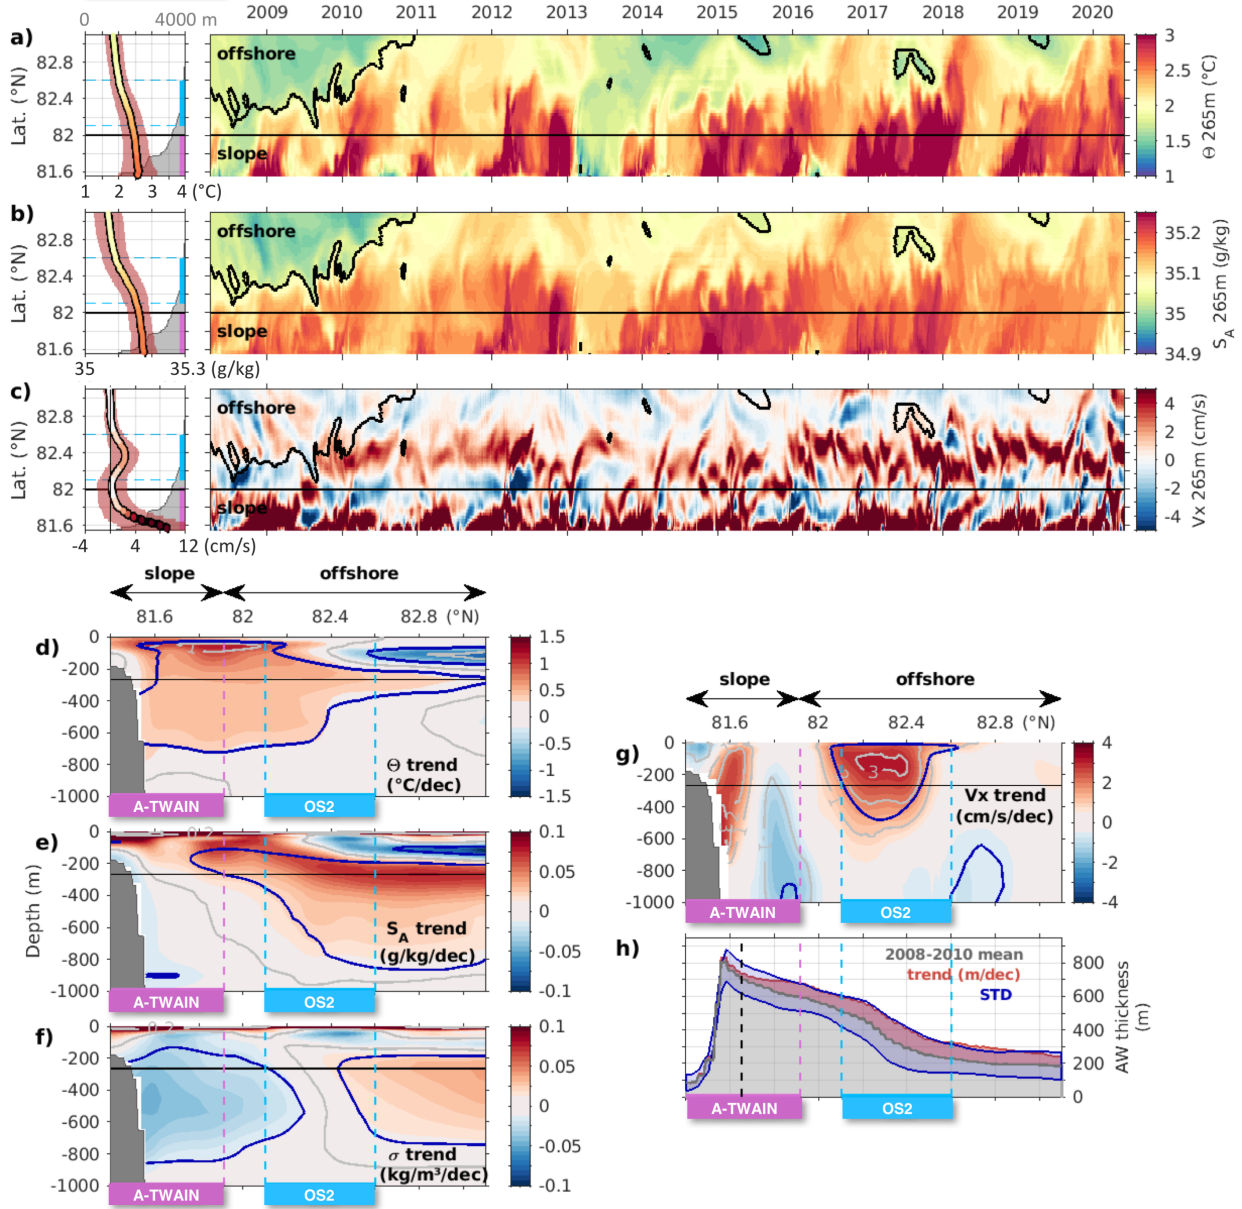 0 4000 m 2009 2010 2011 2012 2013 2014 2015 2016 2017 2018 2019 2020
a)
Lat. (°N)
82.8
82.4
82
81.6
1 2 3 4 (°C)
offshore
slope
3
2.5
2
1.5
1
Θ 265m (°C)
b)
Lat. (°N)
82.8
82.4
82
81.6
35 35.3 (g/kg)
offshore
slope
35.2
35.1
35
34.9
S_A 265m (g/kg)
c)
Lat. (°N)
82.8
82.4
82
81.6
-4 4 12 (cm/s)
offshore
slope
4
2
0
-2
-4
Vx 265m (cm/s)
slope offshore
81.6 82 82.4 82.8 (°N)
d)
0
-200
-400
-600
-800
-1000
1
Θ trend
(°C/dec)
A-TWAIN OS2
1.5
1
0.5
0
-0.5
-1
-1.5
e)
Depth (m)
0
-200
-400
-600
-800
-1000
0.2
S_A trend
(g/kg/dec)
A-TWAIN OS2
0.1
0.05
0
-0.05
-0.1
f)
0
-200
-400
-600
-800
-1000
0.2
σ trend
(kg/m³/dec)
A-TWAIN OS2
0.1
0.05
0
-0.05
-0.1
slope offshore
81.6 82 82.4 82.8 (°N)
g)
0
-200
-400
-600
-800
-1000
3
Vx trend
(cm/s/dec)
A-TWAIN OS2
4
2
0
-2
-4
h)
2008-2010 mean
trend (m/dec)
STD
800
600
400
200
0
AW thickness
(m)
A-TWAIN OS2